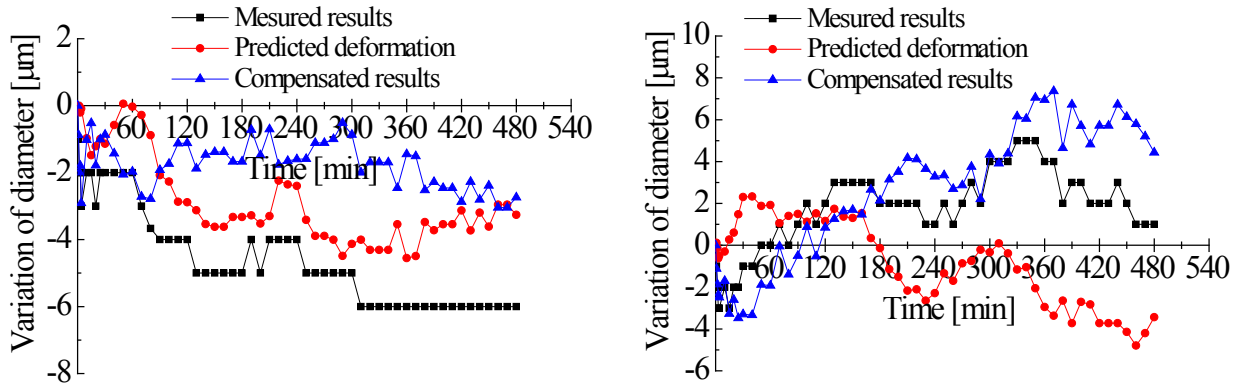 Mesured results
Predicted deformation
Compensated results
Variation of diameter [μm]
2
0
-2
-4
-6
-8
60 120 180 240 300 360 420 480 540
Time [min]
Mesured results
Predicted deformation
Compensated results
Variation of diameter [μm]
10
8
6
4
2
0
-2
-4
-6
60 120 180 240 300 360 420 480 540
Time [min]